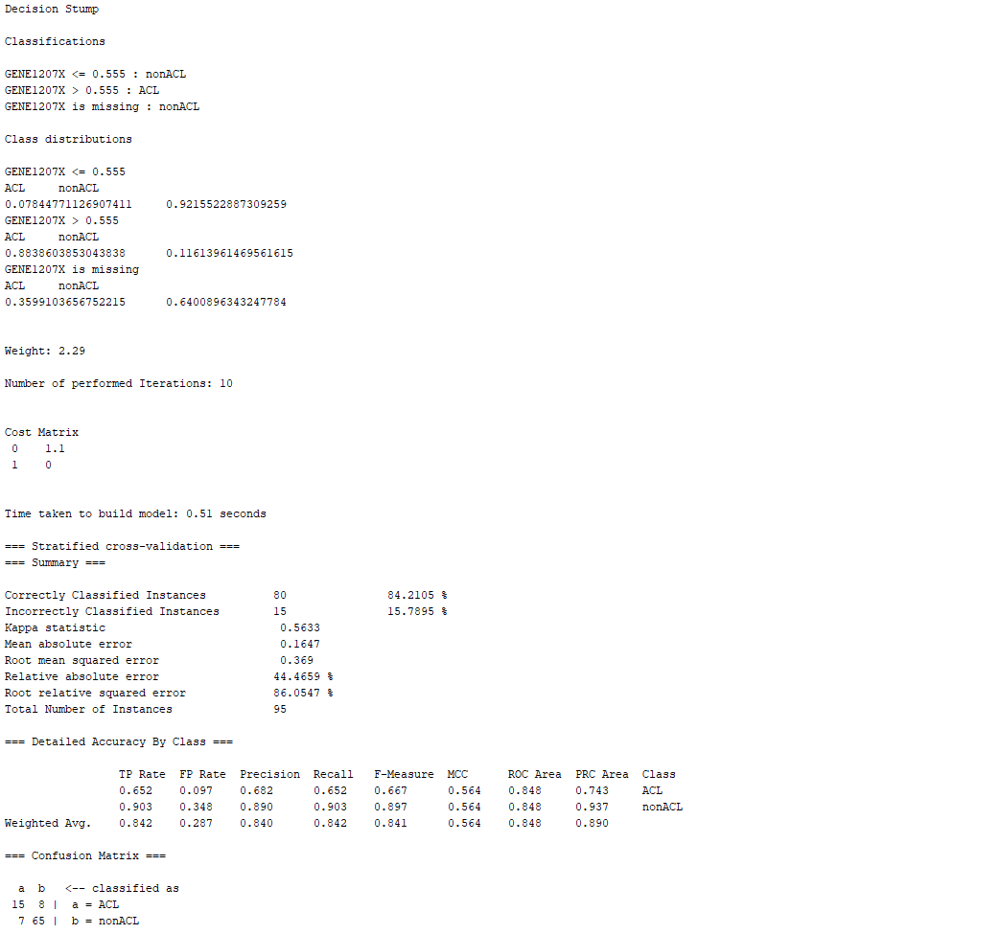 Decision Stump
Classifications
GENE1207X <= 0.555 : nonACL
GENE1207X > 0.555 : ACL
GENE1207X is missing : nonACL
Class distributions
GENE1207X <= 0.555
ACL nonACL
0.07844771126907411 0.9215522887309259
GENE1207X > 0.555
ACL nonACL
0.8838603853043838 0.11613961469561615
GENE1207X is missing
ACL nonACL
0.3599103656752215 0.6400896343247784
Weight: 2.29
Number of performed Iterations: 10
Cost Matrix
0 1.1
1 0
Time taken to build model: 0.51 seconds
=== Stratified cross-validation ===
=== Summary ===
Correctly Classified Instances 80 84.2105 %
Incorrectly Classified Instances 15 15.7895 %
Kappa statistic 0.5633
Mean absolute error 0.1647
Root mean squared error 0.369
Relative absolute error 44.4659 %
Root relative squared error 86.0547 %
Total Number of Instances 95
=== Detailed Accuracy By Class ===
TP Rate FP Rate Precision Recall F-Measure MCC ROC Area PRC Area Class
0.652 0.097 0.682 0.652 0.667 0.564 0.848 0.743 ACL
0.903 0.348 0.890 0.903 0.897 0.564 0.848 0.937 nonACL
Weighted Avg. 0.842 0.287 0.840 0.842 0.841 0.564 0.848 0.890
=== Confusion Matrix ===
a b <-- classified as
15 8 | a = ACL
7 65 | b = nonACL